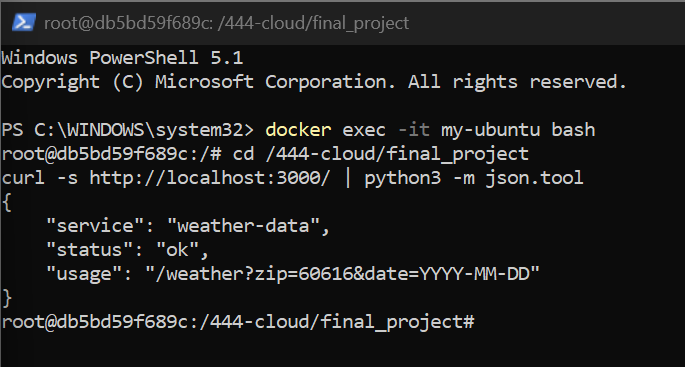 root@db5bd59f689c: /444-cloud/final_project
Windows PowerShell 5.1
Copyright (C) Microsoft Corporation. All rights reserved.
PS C:\WINDOWS\system32> docker exec -it my-ubuntu bash
root@db5bd59f689c:/# cd /444-cloud/final_project
curl -s http://localhost:3000/ | python3 -m json.tool
{
    "service": "weather-data",
    "status": "ok",
    "usage": "/weather?zip=60616&date=YYYY-MM-DD"
}
root@db5bd59f689c:/444-cloud/final_project#